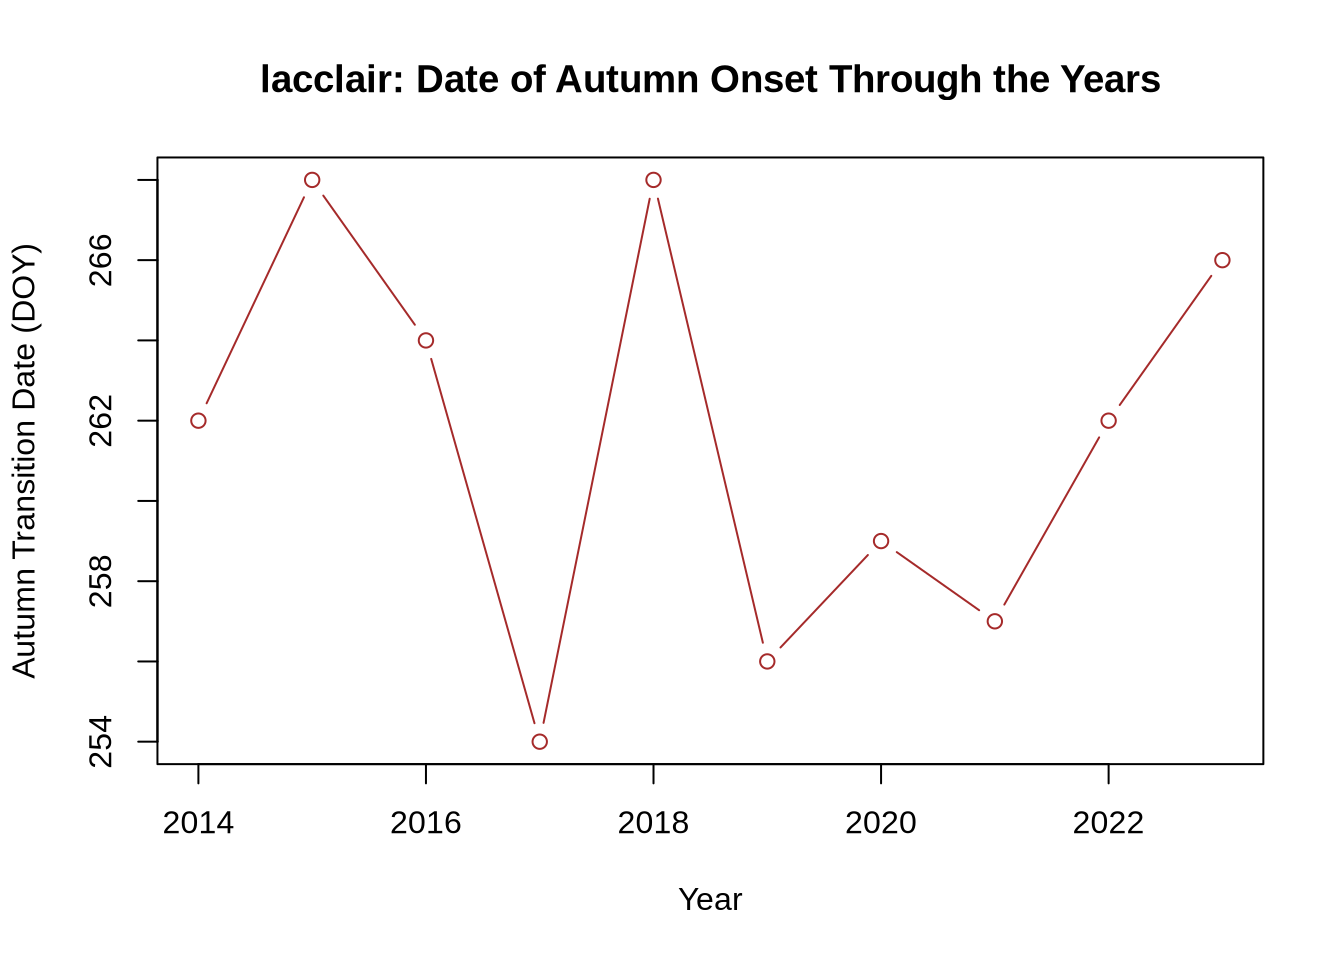 lacclair: Date of Autumn Onset Through the Years
Autumn Transition Date (DOY)
266
262
258
254
2014 2016 2018 2020 2022
Year